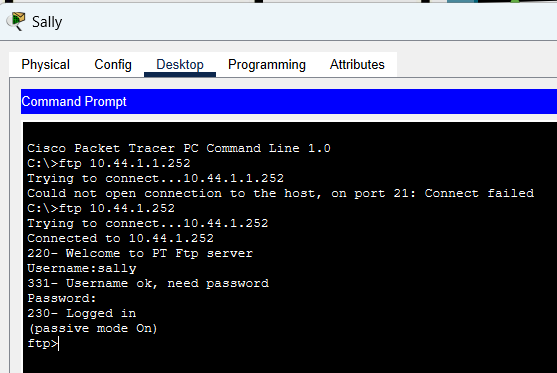 Sally
Physical Config Desktop Programming Attributes
Command Prompt
Cisco Packet Tracer PC Command Line 1.0
C:\>ftp 10.44.1.1.252
Trying to connect...10.44.1.1.252
Could not open connection to the host, on port 21: Connect failed
C:\>ftp 10.44.1.252
Trying to connect...10.44.1.252
Connected to 10.44.1.252
220- Welcome to PT Ftp server
Username:sally
331- Username ok, need password
Password:
230- Logged in
(passive mode On)
ftp>